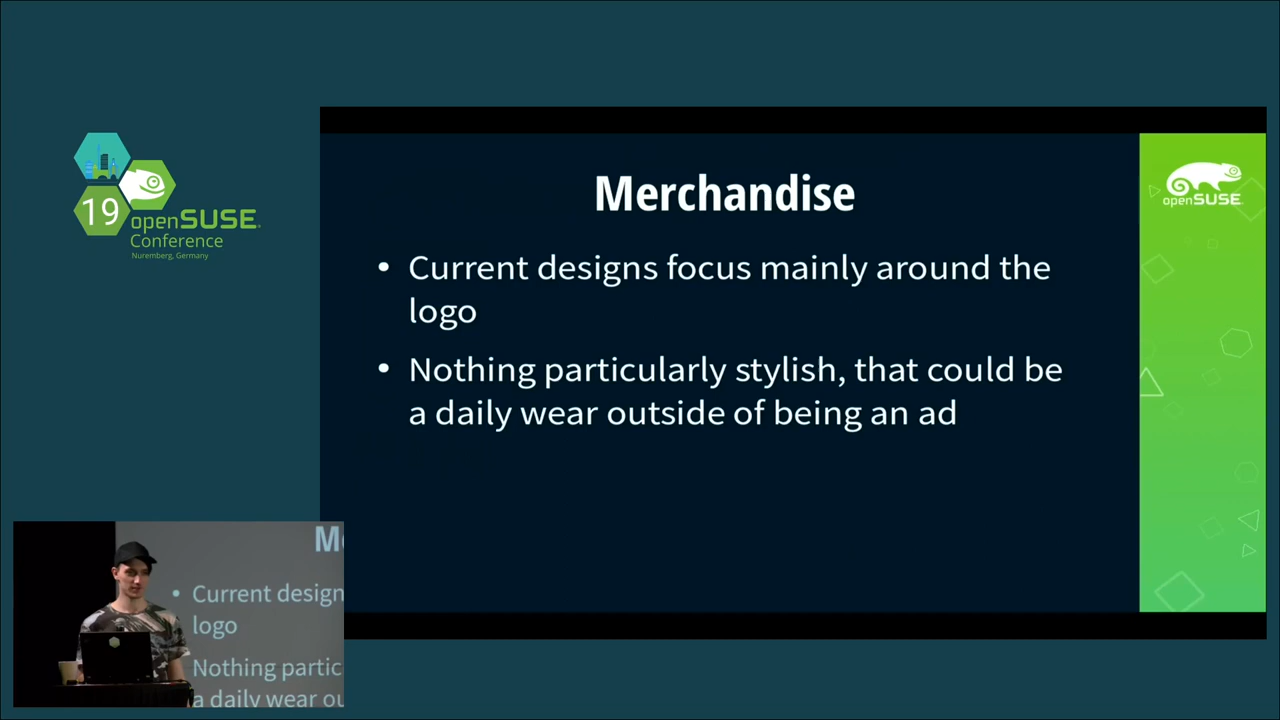 19
openSUSE
Conference
Nuremberg, Germany
Merchandise
• Current designs focus mainly around the
logo
• Nothing particularly stylish, that could be
a daily wear outside of being an ad
openSUSE
M
• Current design
logo
Nothing partic
a daily wear ou